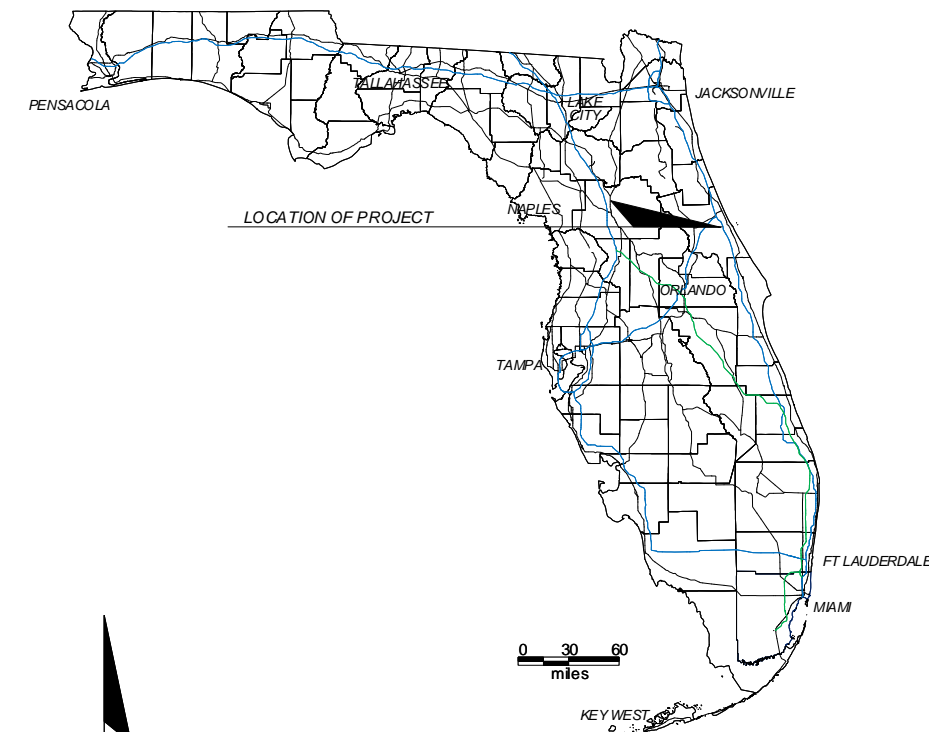 PENSACOLA
TALLAHASSEE
LAKE
CITY
JACKSONVILLE
NAPLES
LOCATION OF PROJECT
ORLANDO
TAMPA
FT LAUDERDALE
MIAMI
0 30 60
miles
KEY WEST